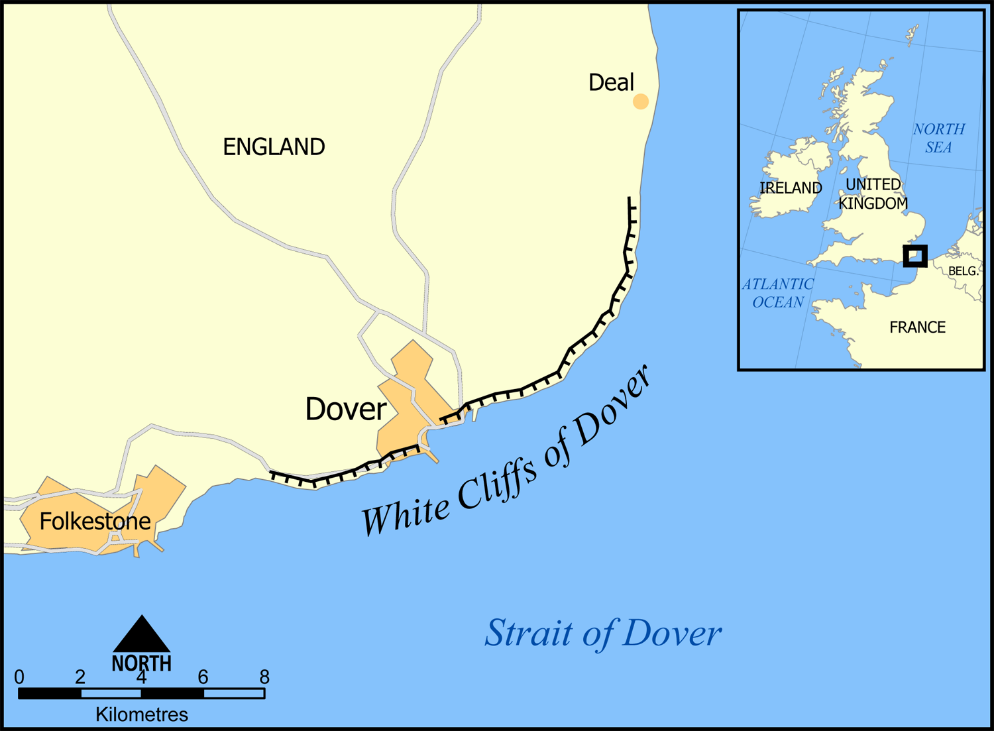 Deal
ENGLAND
Dover
White Cliffs of Dover
Folkestone
Strait of Dover
NORTH
0 2 4 6 8
Kilometres
NORTH
SEA
IRELAND
UNITED
KINGDOM
BELG.
ATLANTIC
OCEAN
FRANCE